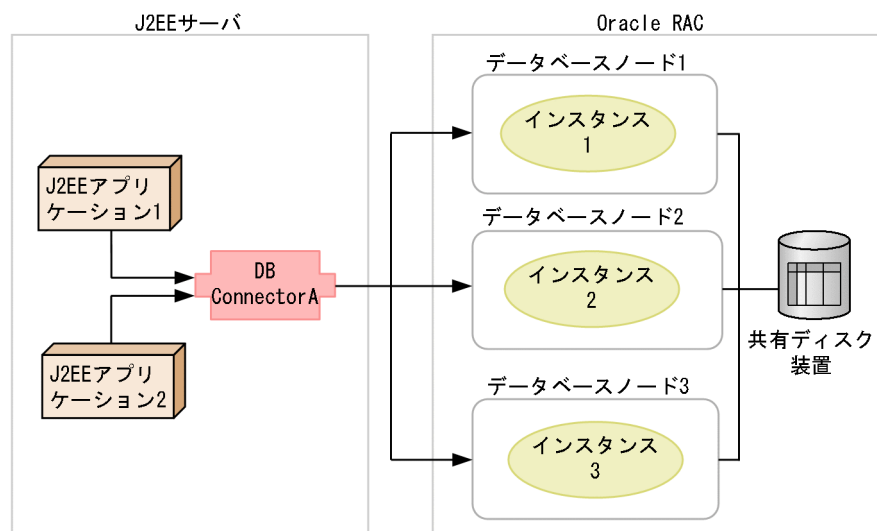 J2EEサーバ
Oracle RAC
データベースノード1
インスタンス
1
J2EEアプリ
ケーション1
データベースノード2
DB
ConnectorA
インスタンス
2
共有ディスク
装置
J2EEアプリ
ケーション2
データベースノード3
インスタンス
3